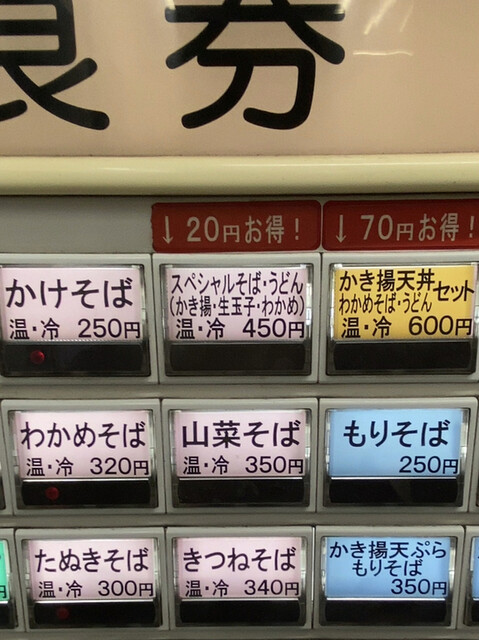 食券
↓20円お得！
↓70円お得！
かけそば
温・冷 250円
スペシャルそば・うどん
（かき揚・生玉子・わかめ）
温・冷 450円
かき揚天丼
わかめそば・うどん
セット
温・冷 600円
わかめそば
温・冷 320円
山菜そば
温・冷 350円
もりそば
250円
たぬきそば
温・冷 300円
きつねそば
温・冷 340円
かき揚天ぷら
もりそば
350円